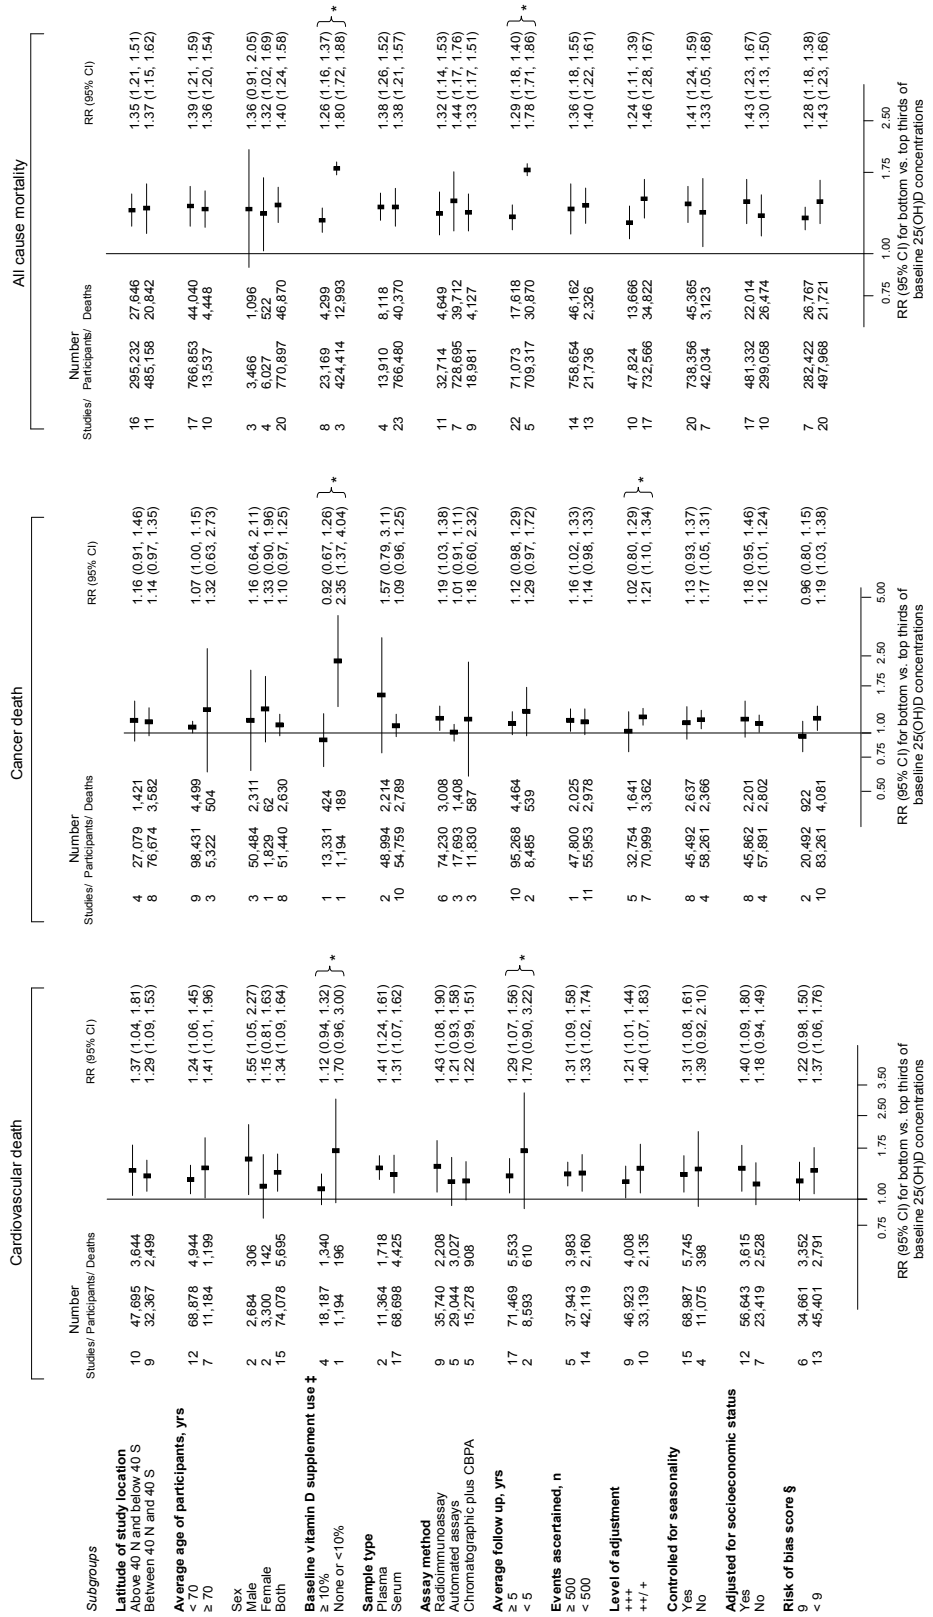 Cardiovascular death Cancer death All cause mortality
Number Number Number
Subgroups Studies/ Participants/ Deaths RR (95% CI) Studies/ Participants/ Deaths RR (95% CI) Studies/ Participants/ Deaths RR (95% CI)
Latitude of study location
Above 40 N and below 40 S 10 47,695 3,644 1.37 (1.04, 1.81) 4 27,079 1,421 1.16 (0.91, 1.46) 16 295,232 27,646 1.35 (1.21, 1.51)
Between 40 N and 40 S 9 32,367 2,499 1.29 (1.09, 1.53) 8 76,674 3,582 1.14 (0.97, 1.35) 11 485,158 20,842 1.37 (1.15, 1.62)
Average age of participants, yrs
< 70 12 68,878 4,944 1.24 (1.06, 1.45) 9 98,431 4,499 1.07 (1.00, 1.15) 17 766,853 44,040 1.39 (1.21, 1.59)
≥ 70 7 11,184 1,199 1.41 (1.01, 1.96) 3 5,322 504 1.32 (0.63, 2.73) 10 13,537 4,448 1.36 (1.20, 1.54)
Sex
Male 2 2,684 306 1.55 (1.05, 2.27) 3 50,484 2,311 1.16 (0.64, 2.11) 3 3,466 1,096 1.36 (0.91, 2.05)
Female 2 3,300 142 1.15 (0.81, 1.63) 1 1,829 62 1.33 (0.90, 1.96) 4 6,027 522 1.32 (1.02, 1.69)
Both 15 74,078 5,695 1.34 (1.09, 1.64) 8 51,440 2,630 1.10 (0.97, 1.25) 20 770,897 46,870 1.40 (1.24, 1.58)
Baseline vitamin D supplement use ‡
≥ 10% 4 18,187 1,340 1.12 (0.94, 1.32) 1 13,331 424 0.92 (0.67, 1.26) 8 23,169 4,299 1.26 (1.16, 1.37)
None or <10% 1 1,194 196 1.70 (0.96, 3.00) * 1 1,194 189 2.35 (1.37, 4.04) * 3 424,414 12,993 1.80 (1.72, 1.88) *
Sample type
Plasma 2 11,364 1,718 1.41 (1.24, 1.61) 2 48,994 2,214 1.57 (0.79, 3.11) 4 13,910 8,118 1.38 (1.26, 1.52)
Serum 17 68,698 4,425 1.31 (1.07, 1.62) 10 54,759 2,789 1.09 (0.96, 1.25) 23 766,480 40,370 1.38 (1.21, 1.57)
Assay method
Radioimmunoassay 9 35,740 2,208 1.43 (1.08, 1.90) 6 74,230 3,008 1.19 (1.03, 1.38) 11 32,714 4,649 1.32 (1.14, 1.53)
Automated assays 5 29,044 3,027 1.21 (0.93, 1.58) 3 17,693 1,408 1.01 (0.91, 1.11) 7 728,695 39,712 1.44 (1.17, 1.76)
Chromatographic plus CBPA 5 15,278 908 1.22 (0.99, 1.51) 3 11,830 587 1.18 (0.60, 2.32) 9 18,981 4,127 1.33 (1.17, 1.51)
Average follow up, yrs
≥ 5 17 71,469 5,533 1.29 (1.07, 1.56) 10 95,268 4,464 1.12 (0.98, 1.29) 22 71,073 17,618 1.29 (1.18, 1.40)
< 5 2 8,593 610 1.70 (0.90, 3.22) * 2 8,485 539 1.29 (0.97, 1.72) 5 709,317 30,870 1.78 (1.71, 1.86) *
Events ascertained, n
≥ 500 5 37,943 3,983 1.31 (1.09, 1.58) 1 47,800 2,025 1.16 (1.02, 1.33) 14 758,654 46,162 1.36 (1.18, 1.55)
< 500 14 42,119 2,160 1.33 (1.02, 1.74) 11 55,953 2,978 1.14 (0.98, 1.33) 13 21,736 2,326 1.40 (1.22, 1.61)
Level of adjustment
+++ 9 46,923 4,008 1.21 (1.01, 1.44) 5 32,754 1,641 1.02 (0.80, 1.29) 10 47,824 13,666 1.24 (1.11, 1.39)
++/ + 10 33,139 2,135 1.40 (1.07, 1.83) 7 70,999 3,362 1.21 (1.10, 1.34) * 17 732,566 34,822 1.46 (1.28, 1.67)
Controlled for seasonality
Yes 15 68,987 5,745 1.31 (1.08, 1.61) 8 45,492 2,637 1.13 (0.93, 1.37) 20 738,356 45,365 1.41 (1.24, 1.59)
No 4 11,075 398 1.39 (0.92, 2.10) 4 58,261 2,366 1.17 (1.05, 1.31) 7 42,034 3,123 1.33 (1.05, 1.68)
Adjusted for socioeconomic status
Yes 12 56,643 3,615 1.40 (1.09, 1.80) 8 45,862 2,201 1.18 (0.95, 1.46) 17 481,332 22,014 1.43 (1.23, 1.67)
No 7 23,419 2,528 1.18 (0.94, 1.49) 4 57,891 2,802 1.12 (1.01, 1.24) 10 299,058 26,474 1.30 (1.13, 1.50)
Risk of bias score §
9 6 34,661 3,352 1.22 (0.98, 1.50) 2 20,492 922 0.96 (0.80, 1.15) 7 282,422 26,767 1.28 (1.18, 1.38)
< 9 13 45,401 2,791 1.37 (1.06, 1.76) 10 83,261 4,081 1.19 (1.03, 1.38) 20 497,968 21,721 1.43 (1.23, 1.66)
0.75 1.00 1.75 2.50 3.50 0.50 0.75 1.00 1.75 2.50 5.00 0.75 1.00 1.75 2.50
RR (95% CI) for bottom vs. top thirds of RR (95% CI) for bottom vs. top thirds of RR (95% CI) for bottom vs. top thirds of
baseline 25(OH)D concentrations baseline 25(OH)D concentrations baseline 25(OH)D concentrations